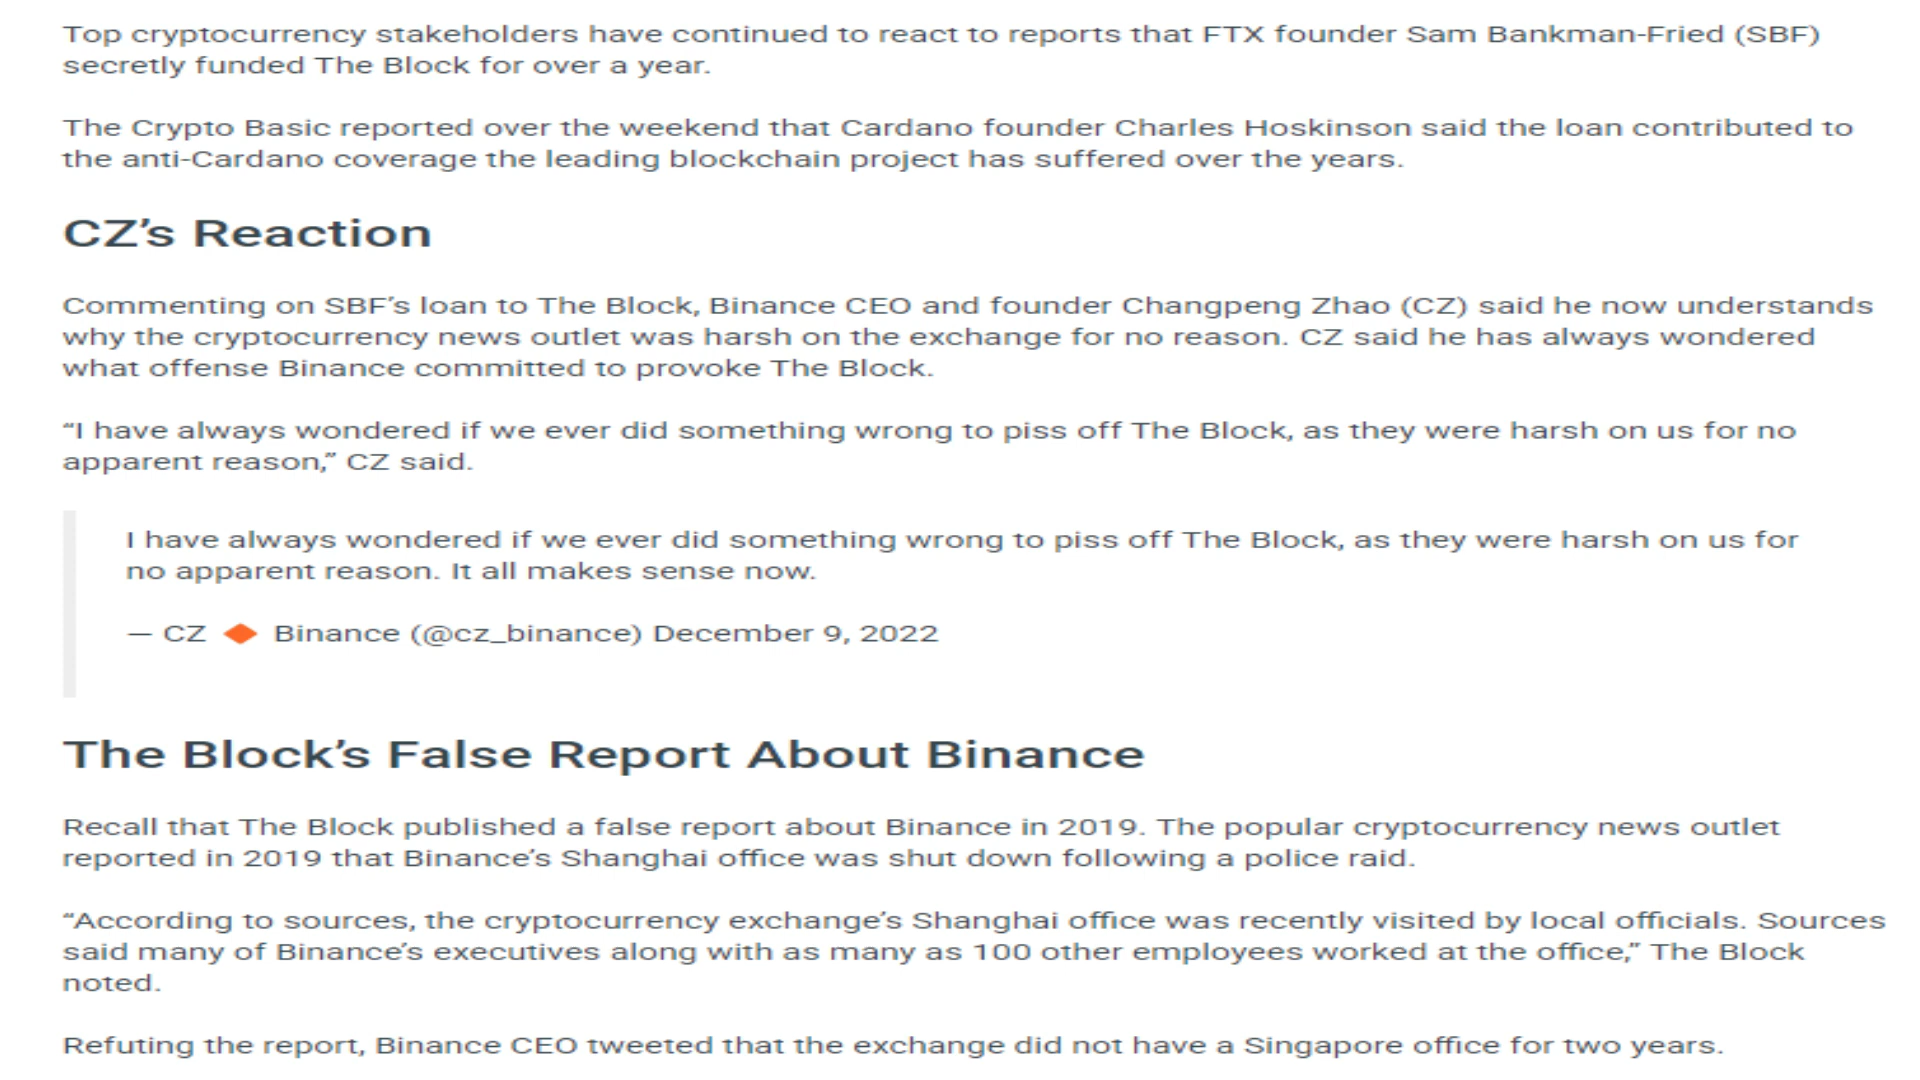 Top cryptocurrency stakeholders have continued to react to reports that FTX founder Sam Bankman-Fried (SBF)
secretly funded The Block for over a year.
The Crypto Basic reported over the weekend that Cardano founder Charles Hoskinson said the loan contributed to
the anti-Cardano coverage the leading blockchain project has suffered over the years.
CZ’s Reaction
Commenting on SBF’s loan to The Block, Binance CEO and founder Changpeng Zhao (CZ) said he now understands
why the cryptocurrency news outlet was harsh on the exchange for no reason. CZ said he has always wondered
what offense Binance committed to provoke The Block.
“I have always wondered if we ever did something wrong to piss off The Block, as they were harsh on us for no
apparent reason,” CZ said.
I have always wondered if we ever did something wrong to piss off The Block, as they were harsh on us for
no apparent reason. It all makes sense now.
— CZ 🔶 Binance (@cz_binance) December 9, 2022
The Block’s False Report About Binance
Recall that The Block published a false report about Binance in 2019. The popular cryptocurrency news outlet
reported in 2019 that Binance’s Shanghai office was shut down following a police raid.
“According to sources, the cryptocurrency exchange’s Shanghai office was recently visited by local officials. Sources
said many of Binance’s executives along with as many as 100 other employees worked at the office,” The Block
noted.
Refuting the report, Binance CEO tweeted that the exchange did not have a Singapore office for two years.